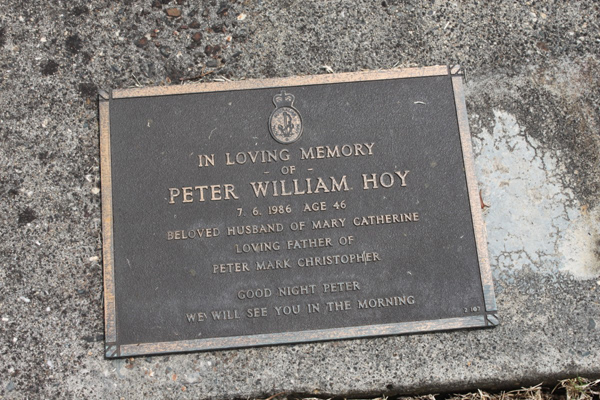 IN LOVING MEMORY
- OF -
PETER WILLIAM HOY
7. 6. 1986 AGE 46
BELOVED HUSBAND OF MARY CATHERINE
LOVING FATHER OF
PETER MARK CHRISTOPHER
GOOD NIGHT PETER
WE WILL SEE YOU IN THE MORNING